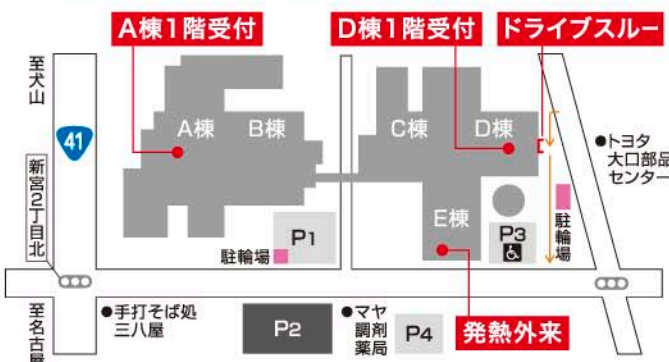 A棟1階受付
D棟1階受付
ドライブスルー
至犬山
41
新宮2丁目北
至名古屋
A棟
B棟
C棟
D棟
E棟
●トヨタ
大口部品
センター
P1
駐輪場
P3
駐輪場
●手打そば処
三八屋
P2
●マヤ
調剤
薬局
P4
発熱外来